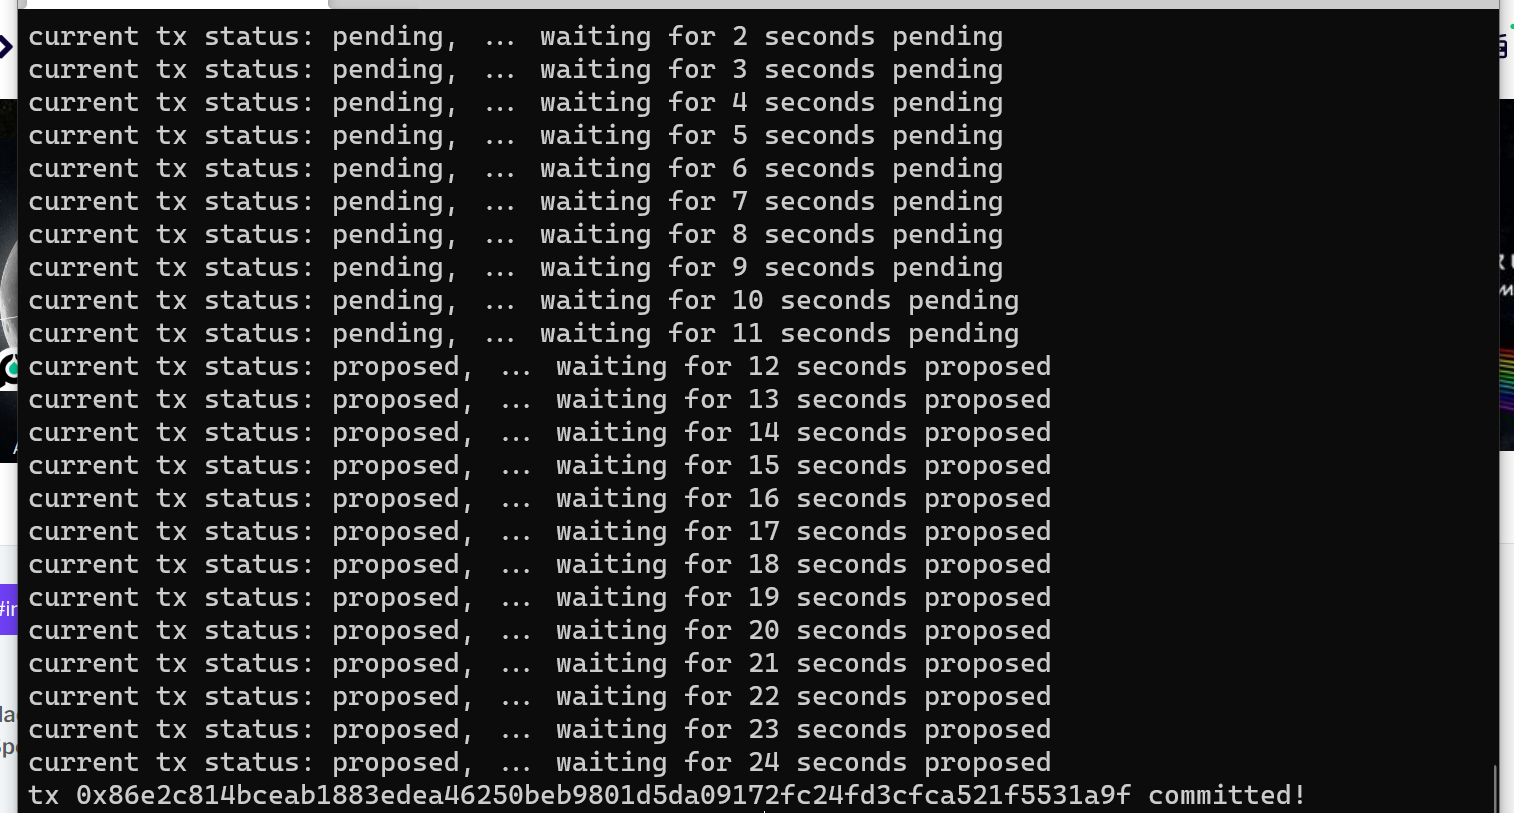 current tx status: pending, ... waiting for 2 seconds pending
current tx status: pending, ... waiting for 3 seconds pending
current tx status: pending, ... waiting for 4 seconds pending
current tx status: pending, ... waiting for 5 seconds pending
current tx status: pending, ... waiting for 6 seconds pending
current tx status: pending, ... waiting for 7 seconds pending
current tx status: pending, ... waiting for 8 seconds pending
current tx status: pending, ... waiting for 9 seconds pending
current tx status: pending, ... waiting for 10 seconds pending
current tx status: pending, ... waiting for 11 seconds pending
current tx status: proposed, ... waiting for 12 seconds proposed
current tx status: proposed, ... waiting for 13 seconds proposed
current tx status: proposed, ... waiting for 14 seconds proposed
current tx status: proposed, ... waiting for 15 seconds proposed
current tx status: proposed, ... waiting for 16 seconds proposed
current tx status: proposed, ... waiting for 17 seconds proposed
current tx status: proposed, ... waiting for 18 seconds proposed
current tx status: proposed, ... waiting for 19 seconds proposed
current tx status: proposed, ... waiting for 20 seconds proposed
current tx status: proposed, ... waiting for 21 seconds proposed
current tx status: proposed, ... waiting for 22 seconds proposed
current tx status: proposed, ... waiting for 23 seconds proposed
current tx status: proposed, ... waiting for 24 seconds proposed
tx 0x86e2c814bceab1883edea46250beb9801d5da09172fc24fd3cfca521f5531a9f committed!